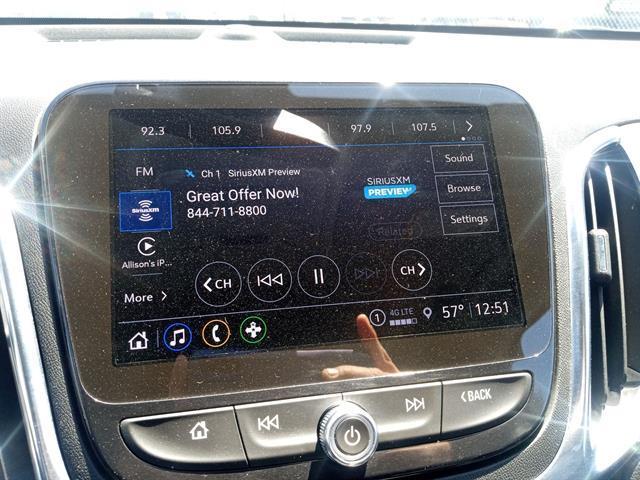 92.3 105.9 97.9 107.5
FM
Ch 1 SiriusXM Preview
Sound
SiriusXM
Great Offer Now!
844-711-8800
SIRIUSXM
PREVIEW
Browse
Settings
Related
Allison's iP...
CH
CH
More
1 4G LTE 57° 12:51
BACK